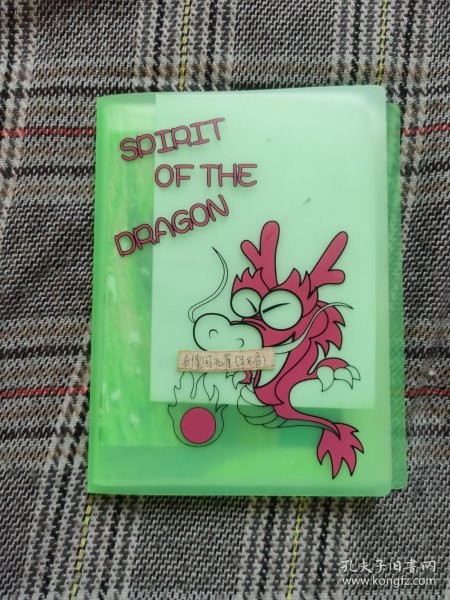 SPIRIT
OF THE
DRAGON
孔夫子旧书网
www.kongfz.com